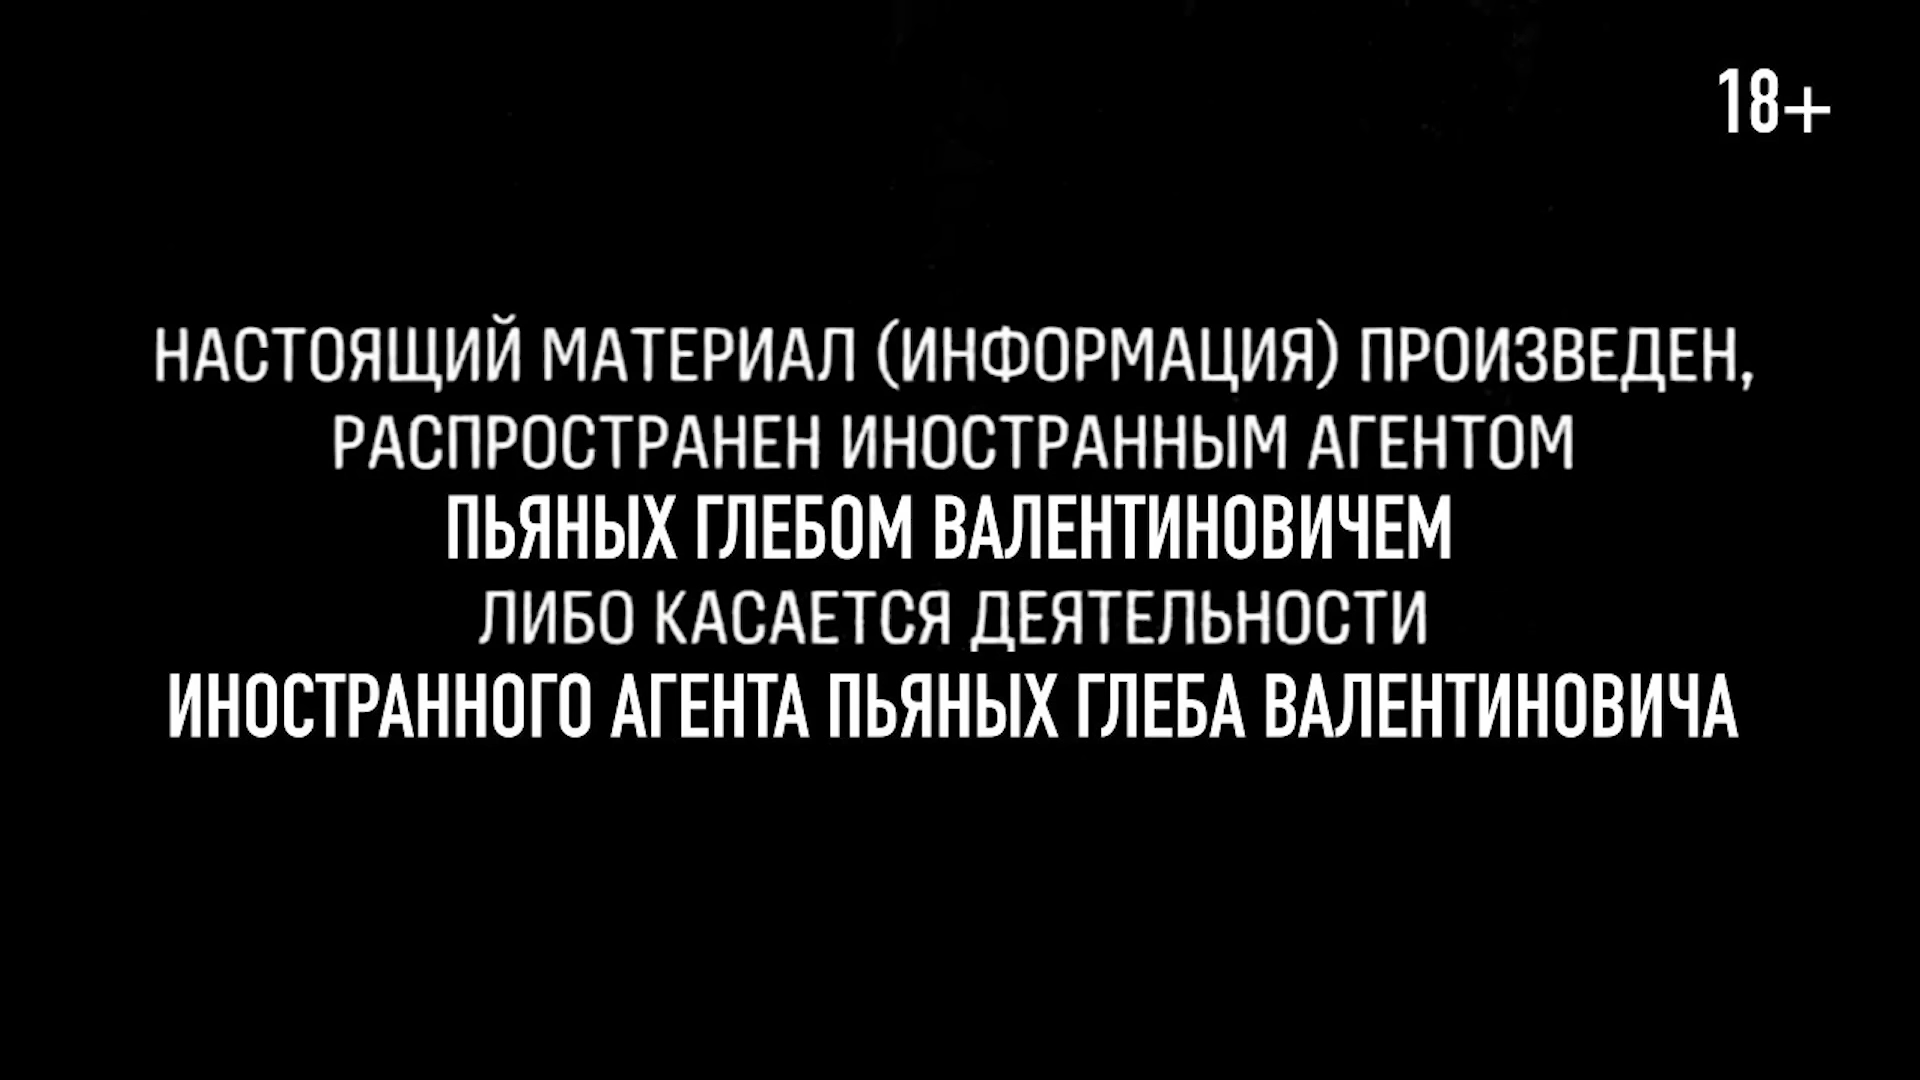 18+
НАСТОЯЩИЙ МАТЕРИАЛ (ИНФОРМАЦИЯ) ПРОИЗВЕДЕН,
РАСПРОСТРАНЕН ИНОСТРАННЫМ АГЕНТОМ
ПЬЯНЫХ ГЛЕБОМ ВАЛЕНТИНОВИЧЕМ
ЛИБО КАСАЕТСЯ ДЕЯТЕЛЬНОСТИ
ИНОСТРАННОГО АГЕНТА ПЬЯНЫХ ГЛЕБА ВАЛЕНТИНОВИЧА